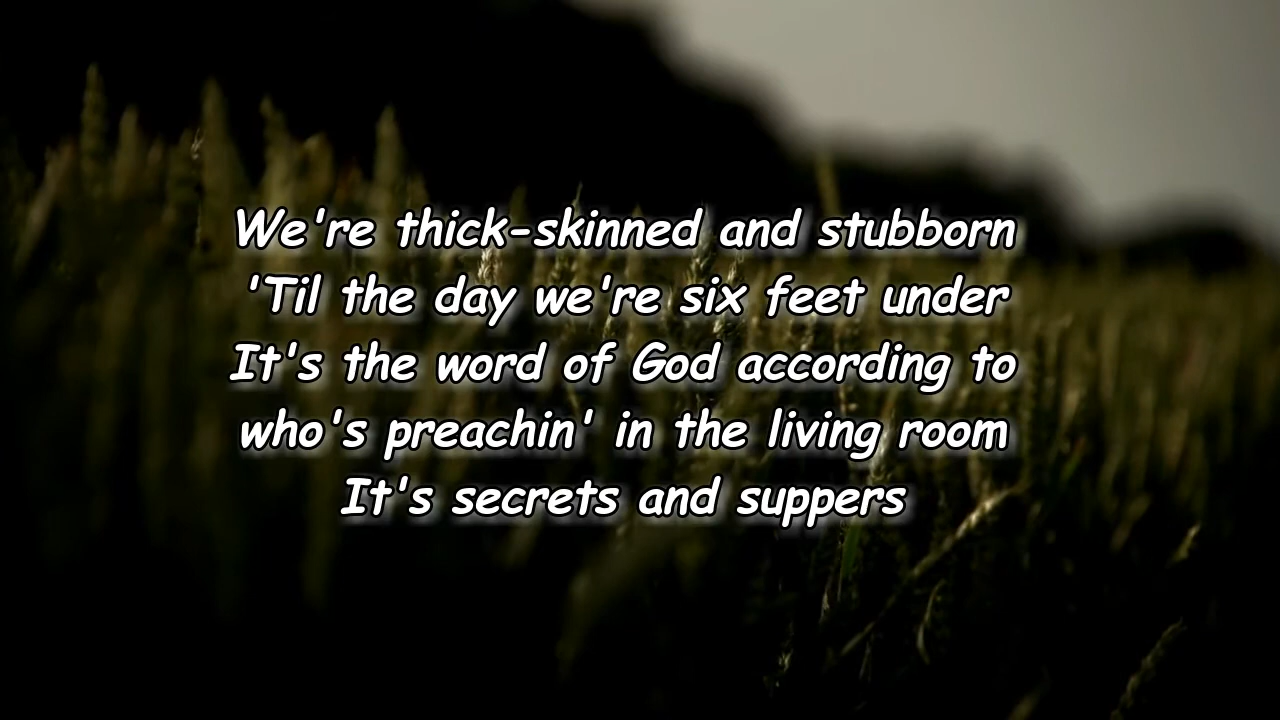 We're thick-skinned and stubborn
'Til the day we're six feet under
It's the word of God according to
who's preachin' in the living room
It's secrets and suppers